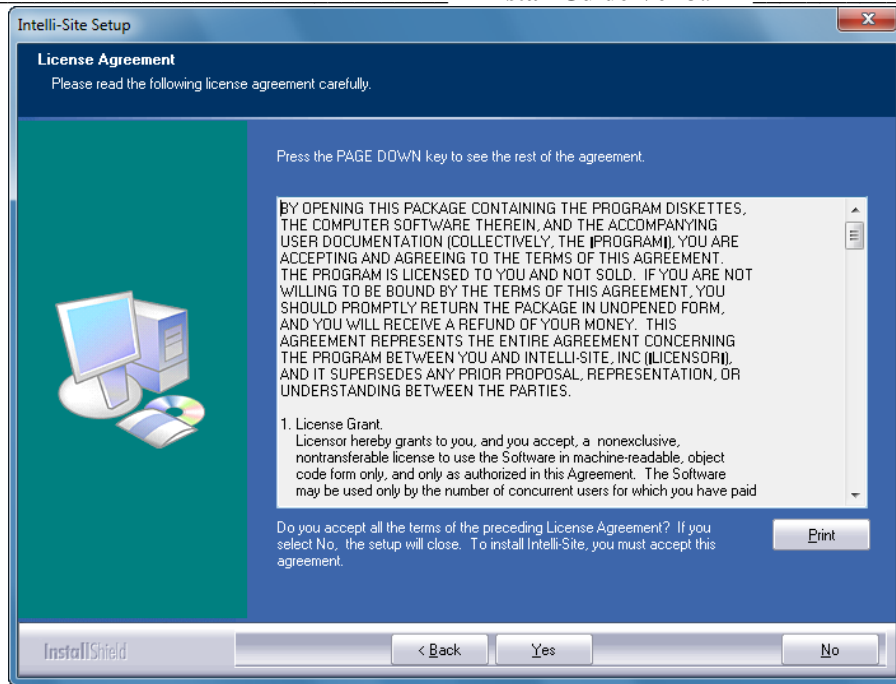 Intelli-Site Setup
License Agreement
Please read the following license agreement carefully.
Press the PAGE DOWN key to see the rest of the agreement.
BY OPENING THIS PACKAGE CONTAINING THE PROGRAM DISKETTES,
THE COMPUTER SOFTWARE THEREIN, AND THE ACCOMPANYING
USER DOCUMENTATION (COLLECTIVELY, THE |PROGRAM|), YOU ARE
ACCEPTING AND AGREEING TO THE TERMS OF THIS AGREEMENT.
THE PROGRAM IS LICENSED TO YOU AND NOT SOLD.  IF YOU ARE NOT
WILLING TO BE BOUND BY THE TERMS OF THIS AGREEMENT, YOU
SHOULD PROMPTLY RETURN THE PACKAGE IN UNOPENED FORM,
AND YOU WILL RECEIVE A REFUND OF YOUR MONEY.  THIS
AGREEMENT REPRESENTS THE ENTIRE AGREEMENT CONCERNING
THE PROGRAM BETWEEN YOU AND INTELLI-SITE, INC (|LICENSOR|),
AND IT SUPERSEDES ANY PRIOR PROPOSAL, REPRESENTATION, OR
UNDERSTANDING BETWEEN THE PARTIES.
1. License Grant.
Licensor hereby grants to you, and you accept, a  nonexclusive,
nontransferable license to use the Software in machine-readable, object
code form only, and only as authorized in this Agreement.  The Software
may be used only by the number of concurrent users for which you have paid
Do you accept all the terms of the preceding License Agreement?  If you
select No,  the setup will close.  To install Intelli-Site, you must accept this
agreement.
Print
InstallShield
< Back
Yes
No